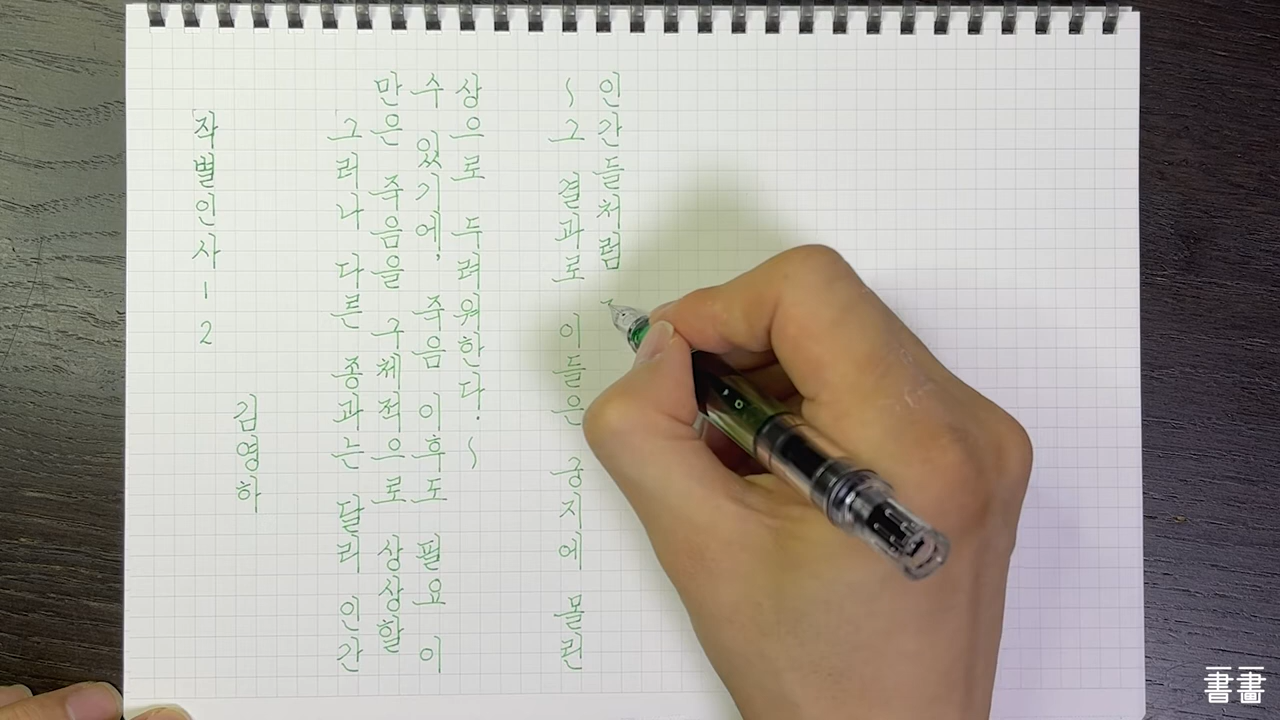 작별인사-2
김영하
그러나 다른 종과는 달리 인간
만은 죽음을 구체적으로 상상할
수 있기에, 죽음 이후도 필요 이
상으로 두려워한다. ~
~그 결과로 이들은 궁지에 몰린
인간들처럼
書畫